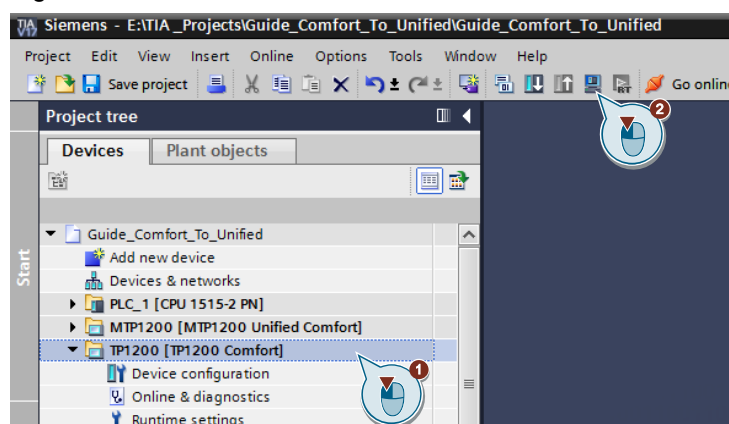 Siemens - E:\TIA_Projects\Guide_Comfort_To_Unified\Guide_Comfort_To_Unified
Project Edit View Insert Online Options Tools Window Help
Save project Go online
Project tree
Devices Plant objects
Start
Guide_Comfort_To_Unified
Add new device
Devices & networks
PLC_1 [CPU 1515-2 PN]
MTP1200 [MTP1200 Unified Comfort]
TP1200 [TP1200 Comfort]
Device configuration
Online & diagnostics
Runtime settings
1
2